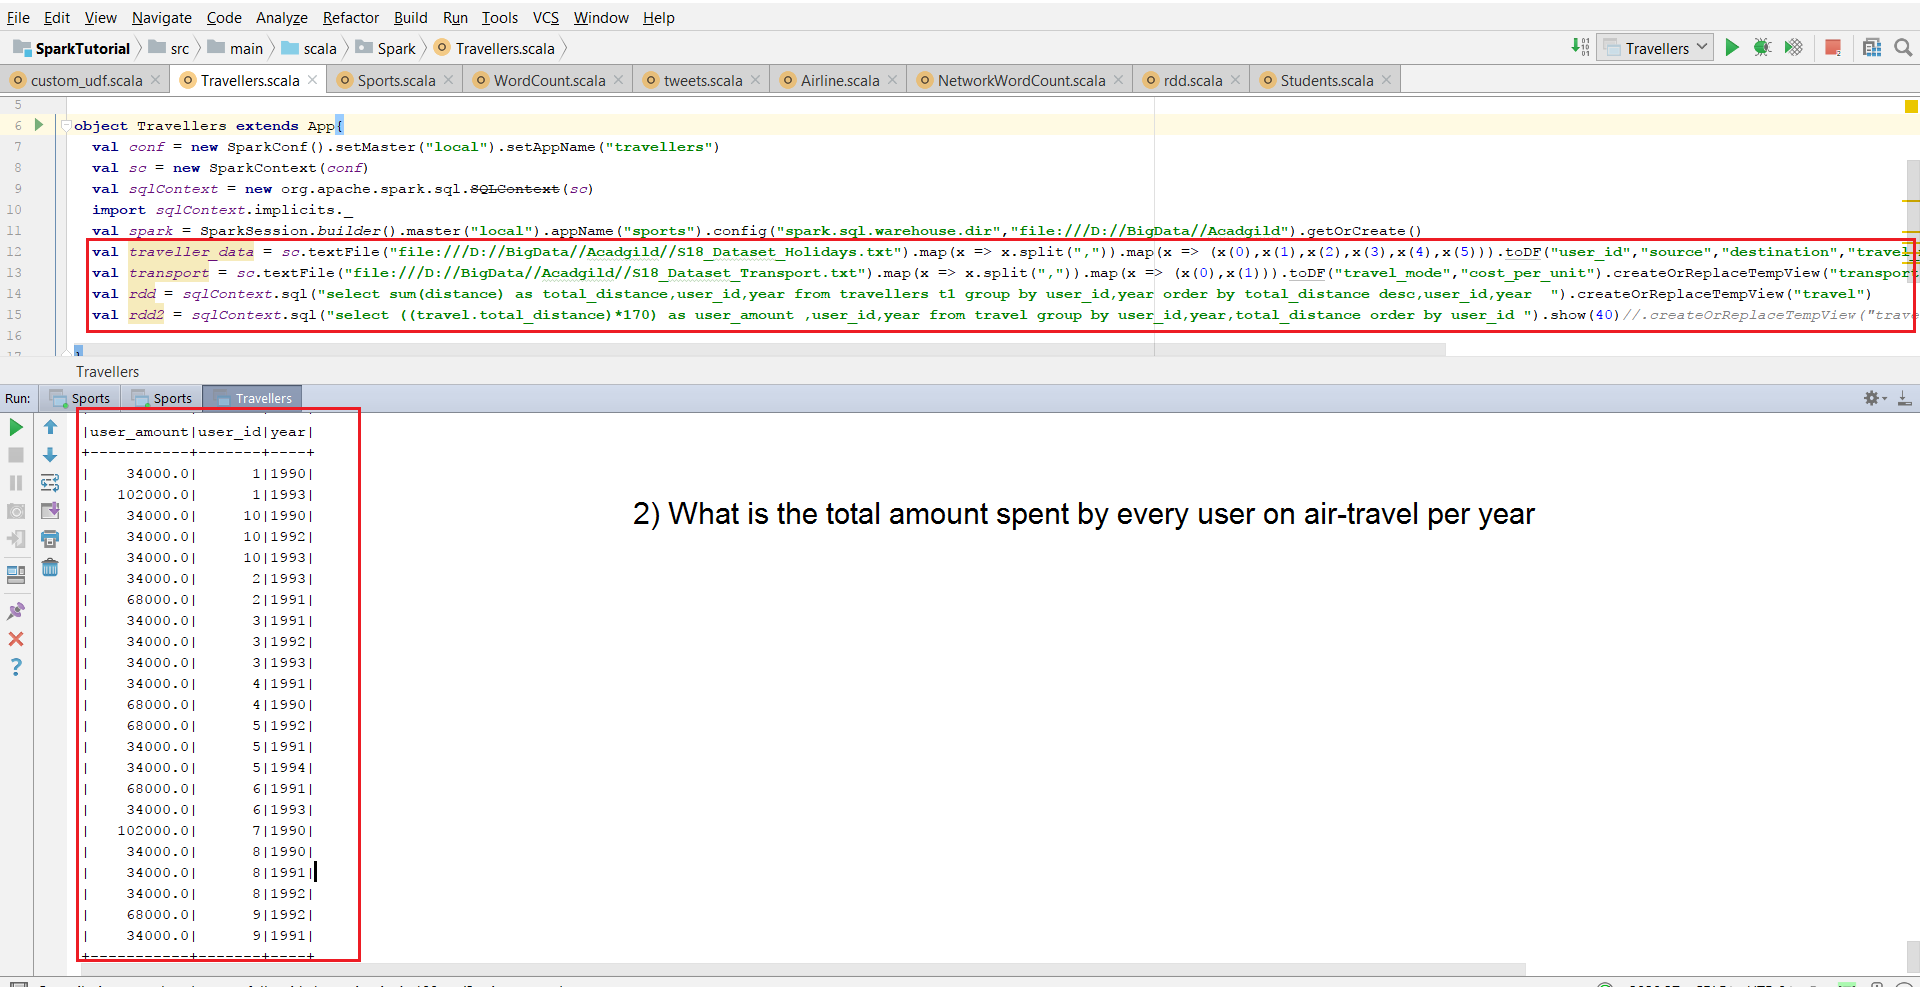 File Edit View Navigate Code Analyze Refactor Build Run Tools VCS Window Help
SparkTutorial src main scala Spark Travellers.scala Travellers
custom_udf.scala Travellers.scala Sports.scala WordCount.scala tweets.scala Airline.scala NetworkWordCount.scala rdd.scala Students.scala
5
6 object Travellers extends App{
7 val conf = new SparkConf().setMaster("local").setAppName("travellers")
8 val sc = new SparkContext(conf)
9 val sqlContext = new org.apache.spark.sql.SQLContext(sc)
10 import sqlContext.implicits._
11 val spark = SparkSession.builder().master("local").appName("sports").config("spark.sql.warehouse.dir","file:///D://BigData//Acadgild").getOrCreate()
12 val traveller_data = sc.textFile("file:///D://BigData//Acadgild//S18_Dataset_Holidays.txt").map(x => x.split(",")).map(x => (x(0),x(1),x(2),x(3),x(4),x(5))).toDF("user_id","source","destination","travel
13 val transport = sc.textFile("file:///D://BigData//Acadgild//S18_Dataset_Transport.txt").map(x => x.split(",")).map(x => (x(0),x(1))).toDF("travel_mode","cost_per_unit").createOrReplaceTempView("transport
14 val rdd = sqlContext.sql("select sum(distance) as total_distance,user_id,year from travellers t1 group by user_id,year order by total_distance desc,user_id,year ").createOrReplaceTempView("travel")
15 val rdd2 = sqlContext.sql("select ((travel.total_distance)*170) as user_amount ,user_id,year from travel group by user_id,year,total_distance order by user_id ").show(40)//.createOrReplaceTempView("trave
16
17 }
Travellers
Run: Sports Sports Travellers
|user_amount|user_id|year|
+-----------+-------+----+
| 34000.0| 1|1990|
| 102000.0| 1|1993|
| 34000.0| 10|1990|
| 34000.0| 10|1992|
| 34000.0| 10|1993|
| 34000.0| 2|1993|
| 68000.0| 2|1991|
| 34000.0| 3|1991|
| 34000.0| 3|1992|
| 34000.0| 3|1993|
| 34000.0| 4|1991|
| 68000.0| 4|1990|
| 68000.0| 5|1992|
| 34000.0| 5|1991|
| 34000.0| 5|1994|
| 68000.0| 6|1991|
| 34000.0| 6|1993|
| 102000.0| 7|1990|
| 34000.0| 8|1990|
| 34000.0| 8|1991|
| 34000.0| 8|1992|
| 68000.0| 9|1992|
| 34000.0| 9|1991|
+-----------+-------+----+
2) What is the total amount spent by every user on air-travel per year